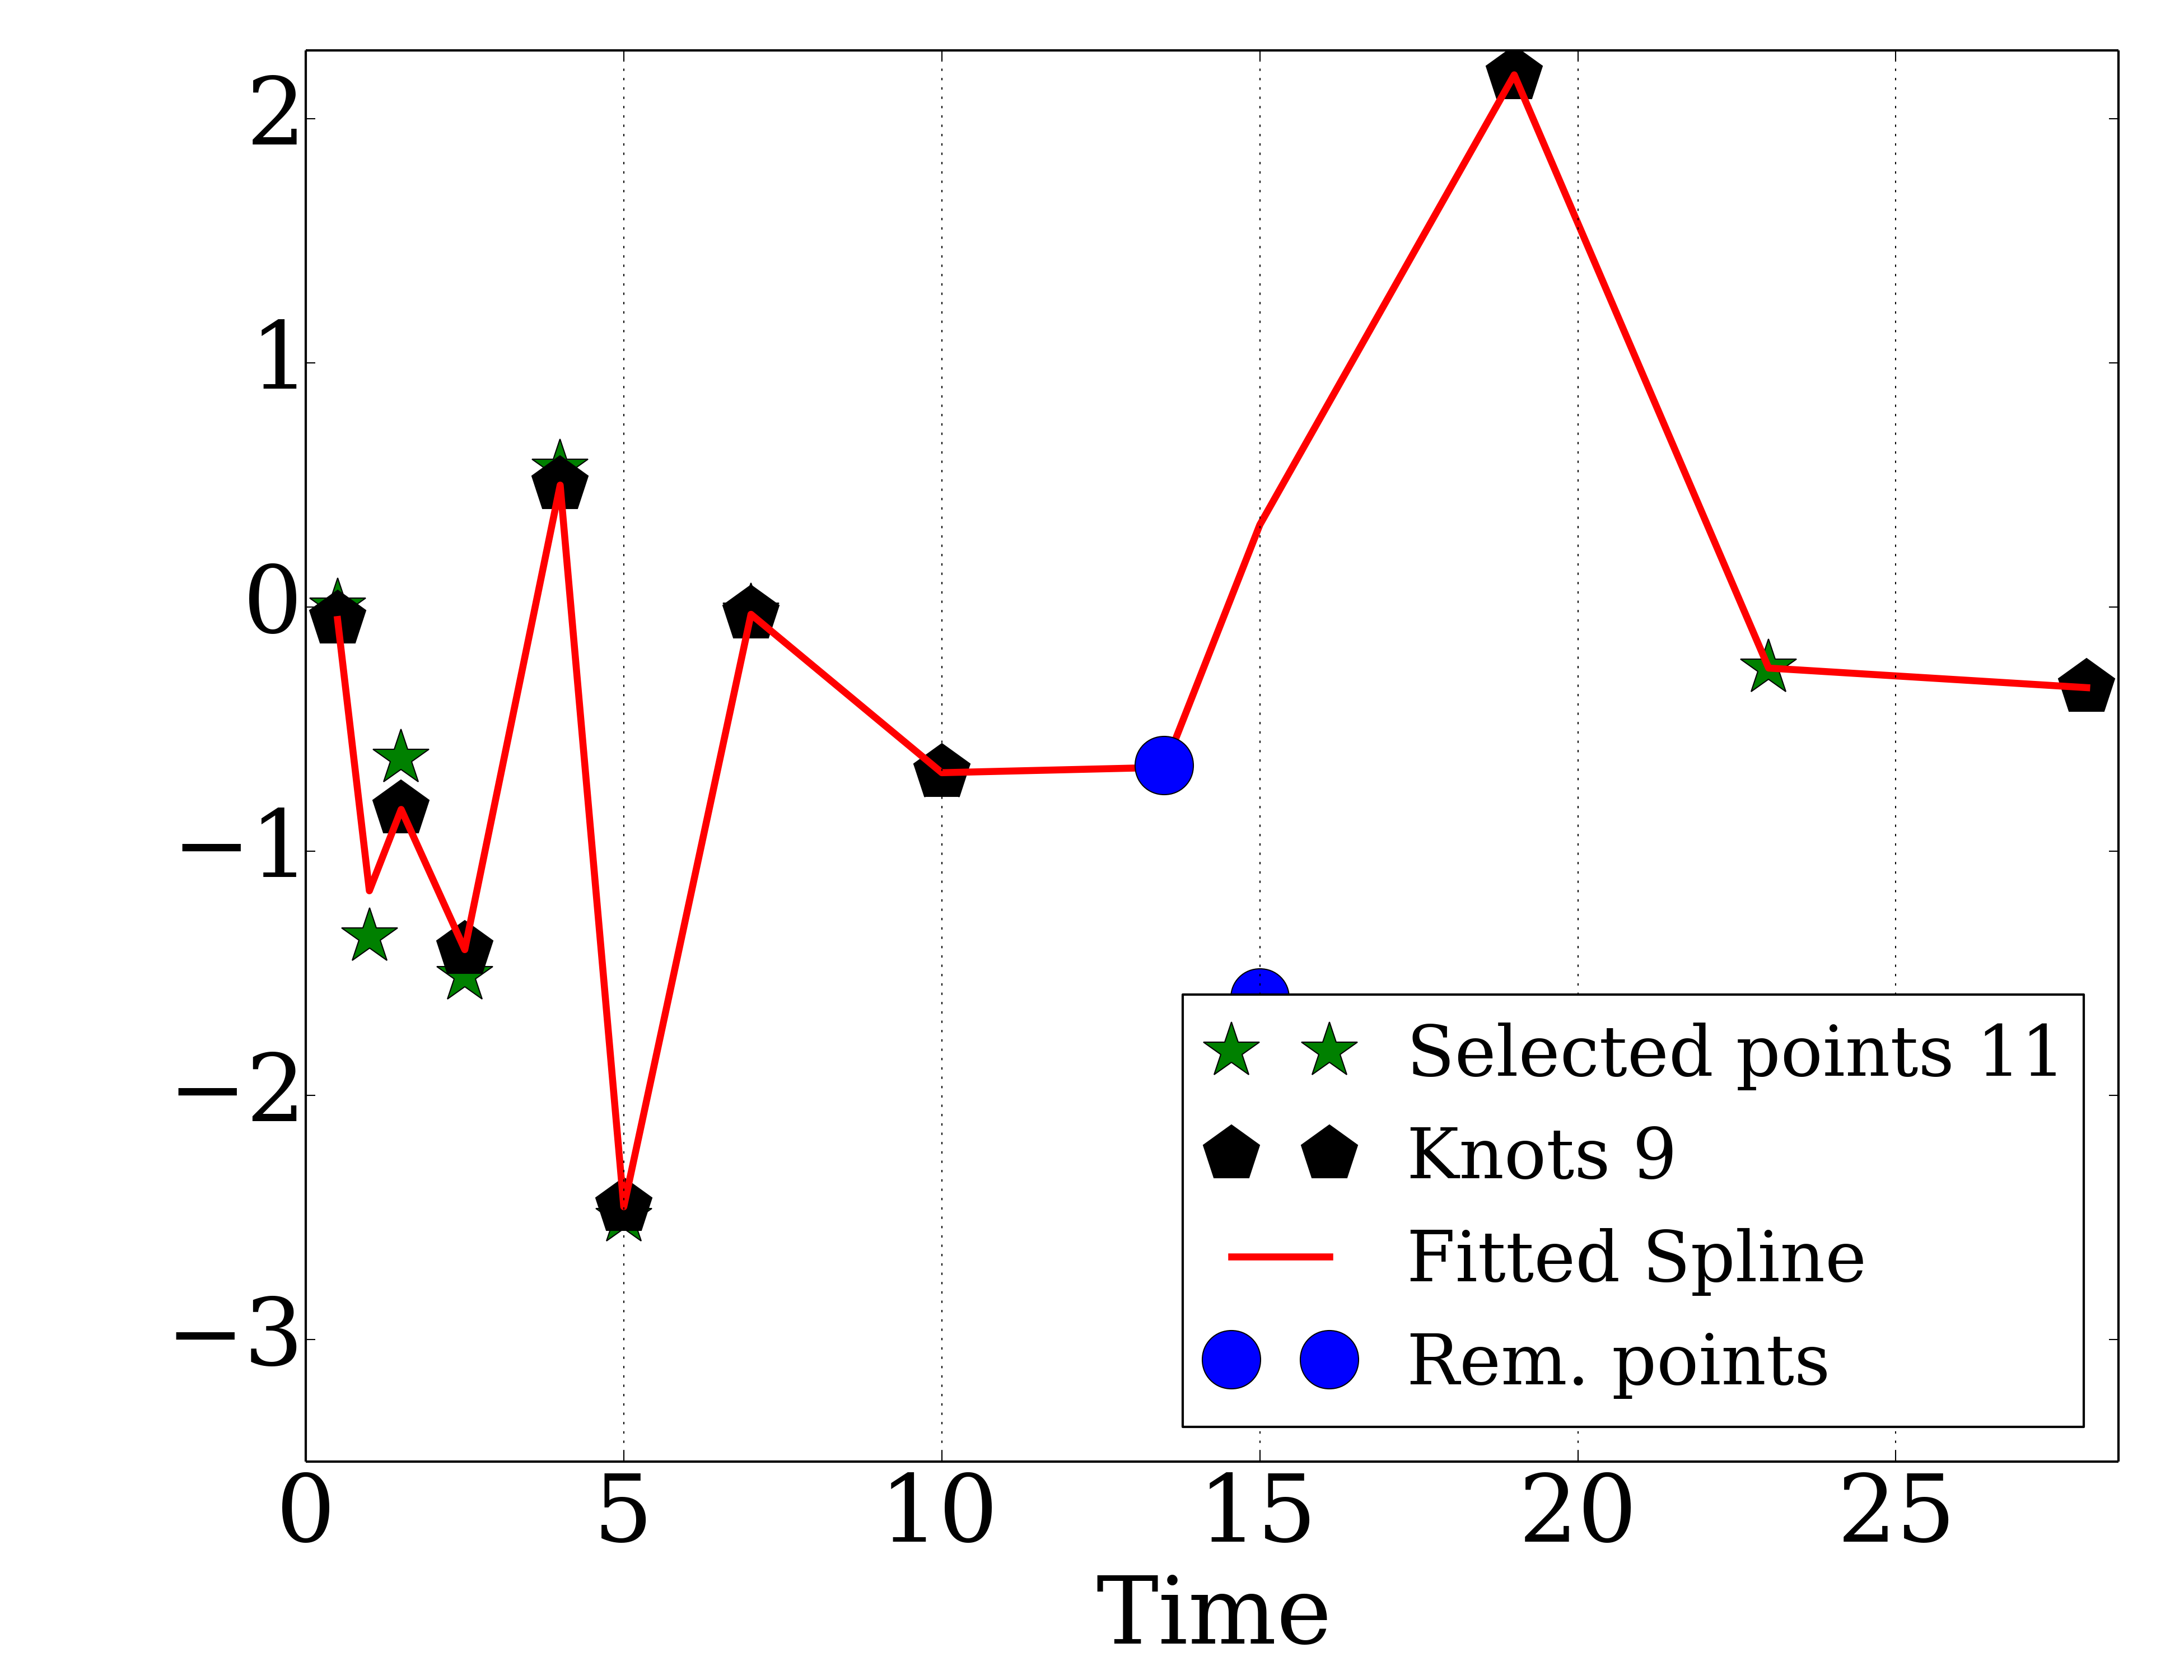 2
1
0
−1
−2
−3
0 5 10 15 20 25
Time
Selected points 11
Knots 9
Fitted Spline
Rem. points